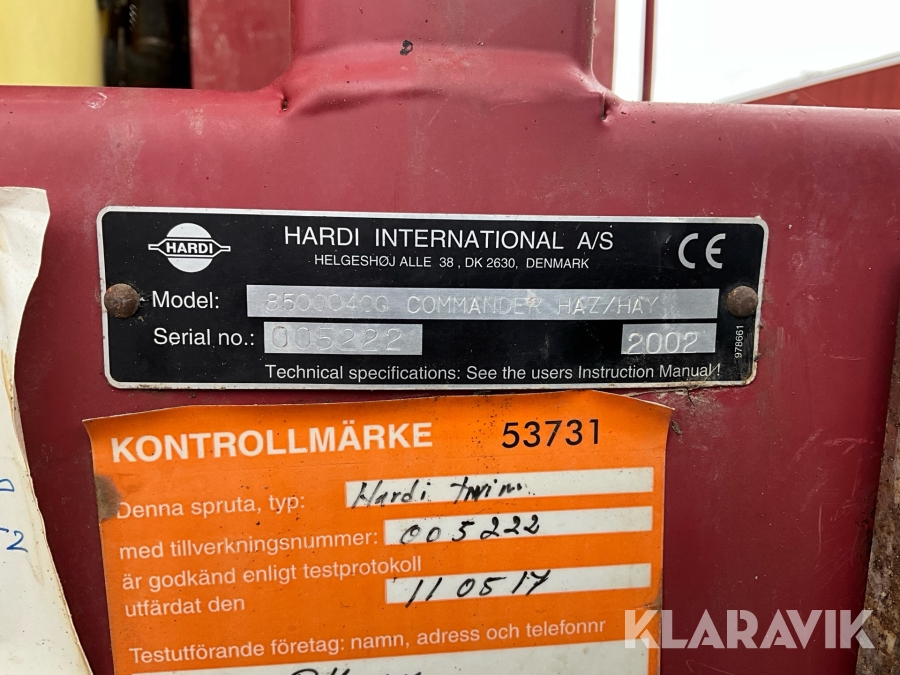 HARDI
HARDI INTERNATIONAL A/S
HELGESHØJ ALLE 38, DK 2630, DENMARK
CE
Model: COMMANDER HAZ/HAY
Serial no.: 005222 2002
978661
Technical specifications: See the users Instruction Manual!
KONTROLLMÄRKE 53731
Denna spruta, typ: Hardi twin
med tillverkningsnummer: 005222
är godkänd enligt testprotokoll
utfärdat den 110517
Testutförande företag: namn, adress och telefonnr
KLARAVIK